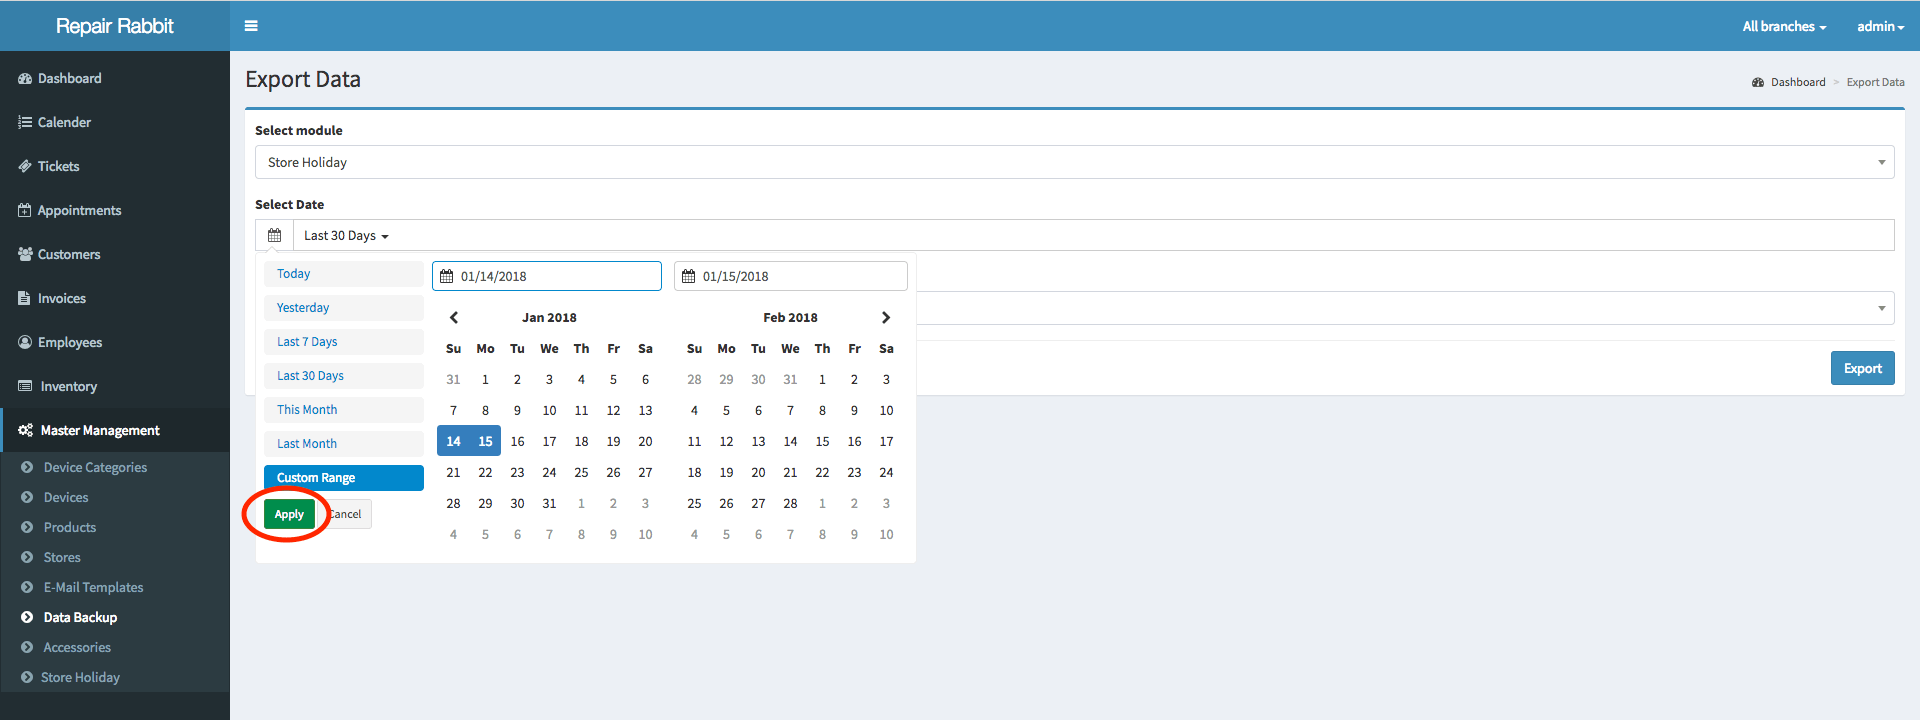 Repair Rabbit
All branches
admin
Dashboard
Calender
Tickets
Appointments
Customers
Invoices
Employees
Inventory
Master Management
Device Categories
Devices
Products
Stores
E-Mail Templates
Data Backup
Accessories
Store Holiday
Export Data
Dashboard > Export Data
Select module
Store Holiday
Select Date
Last 30 Days
Today
Yesterday
Last 7 Days
Last 30 Days
This Month
Last Month
Custom Range
Apply Cancel
01/14/2018
Jan 2018
Su Mo Tu We Th Fr Sa
31 1 2 3 4 5 6
7 8 9 10 11 12 13
14 15 16 17 18 19 20
21 22 23 24 25 26 27
28 29 30 31 1 2 3
4 5 6 7 8 9 10
01/15/2018
Feb 2018
Su Mo Tu We Th Fr Sa
28 29 30 31 1 2 3
4 5 6 7 8 9 10
11 12 13 14 15 16 17
18 19 20 21 22 23 24
25 26 27 28 1 2 3
4 5 6 7 8 9 10
Export